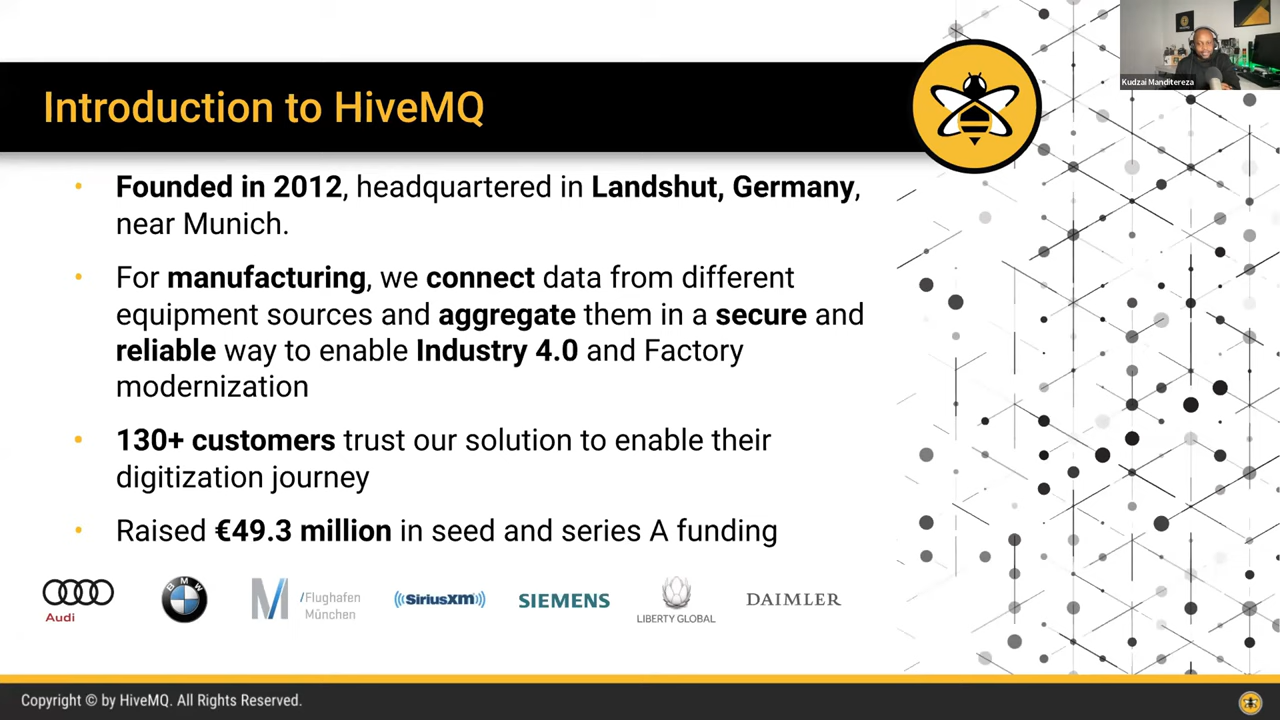 Kudzai Manditereza
Introduction to HiveMQ
• Founded in 2012, headquartered in Landshut, Germany,
near Munich.
• For manufacturing, we connect data from different
equipment sources and aggregate them in a secure and
reliable way to enable Industry 4.0 and Factory
modernization
• 130+ customers trust our solution to enable their
digitization journey
• Raised €49.3 million in seed and series A funding
Audi
BMW
M /Flughafen
München
SiriusXM
SIEMENS
LIBERTY GLOBAL
DAIMLER
Copyright © by HiveMQ. All Rights Reserved.